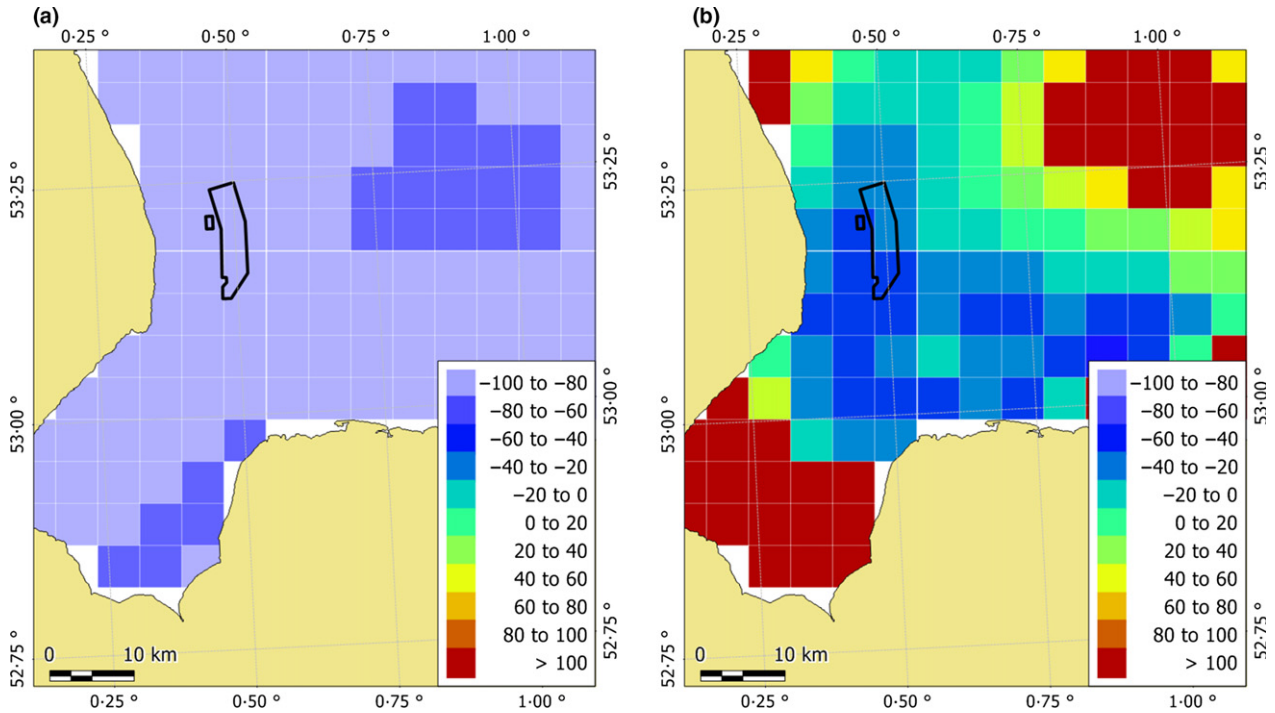 (a)
0·25 ° 0·50 ° 0·75 ° 1·00 °
53·25 °
53·00 °
52·75 °
53·25 °
53·00 °
52·75 °
−100 to −80
−80 to −60
−60 to −40
−40 to −20
−20 to 0
0 to 20
20 to 40
40 to 60
60 to 80
80 to 100
> 100
0 10 km
0·25 ° 0·50 ° 0·75 ° 1·00 °
(b)
0·25 ° 0·50 ° 0·75 ° 1·00 °
53·25 °
53·00 °
52·75 °
53·25 °
53·00 °
52·75 °
−100 to −80
−80 to −60
−60 to −40
−40 to −20
−20 to 0
0 to 20
20 to 40
40 to 60
60 to 80
80 to 100
> 100
0 10 km
0·25 ° 0·50 ° 0·75 ° 1·00 °